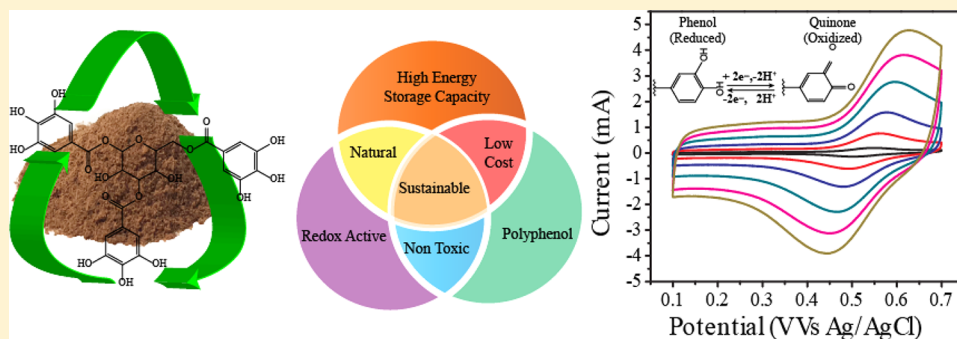 HO
OH
HO
HO
O
O
O
O
O
OH
OH
OH
HO
OH
O
O
OH
HO
OH
OH
High Energy
Storage Capacity
Natural
Low
Cost
Sustainable
Redox Active
Non Toxic
Polyphenol
Phenol
(Reduced)
Quinone
(Oxidized)
OH
OH
+ 2e−,-2H⁺
-2e−, 2H⁺
O
O
Current (mA)
5
4
3
2
1
0
-1
-2
-3
-4
-5
0.1 0.2 0.3 0.4 0.5 0.6 0.7
Potential (VVs Ag/AgCl)